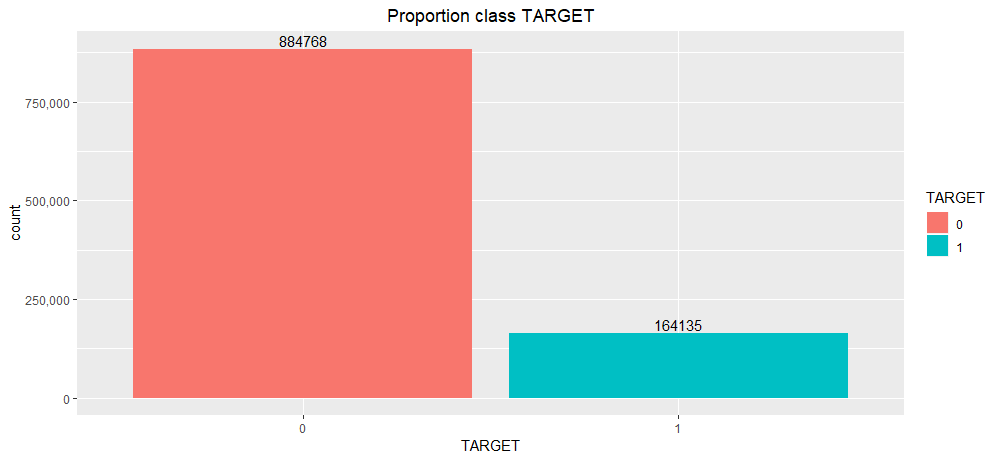 Proportion class TARGET
884768
750,000
500,000
250,000
0
164135
count
0
1
TARGET
TARGET
0
1